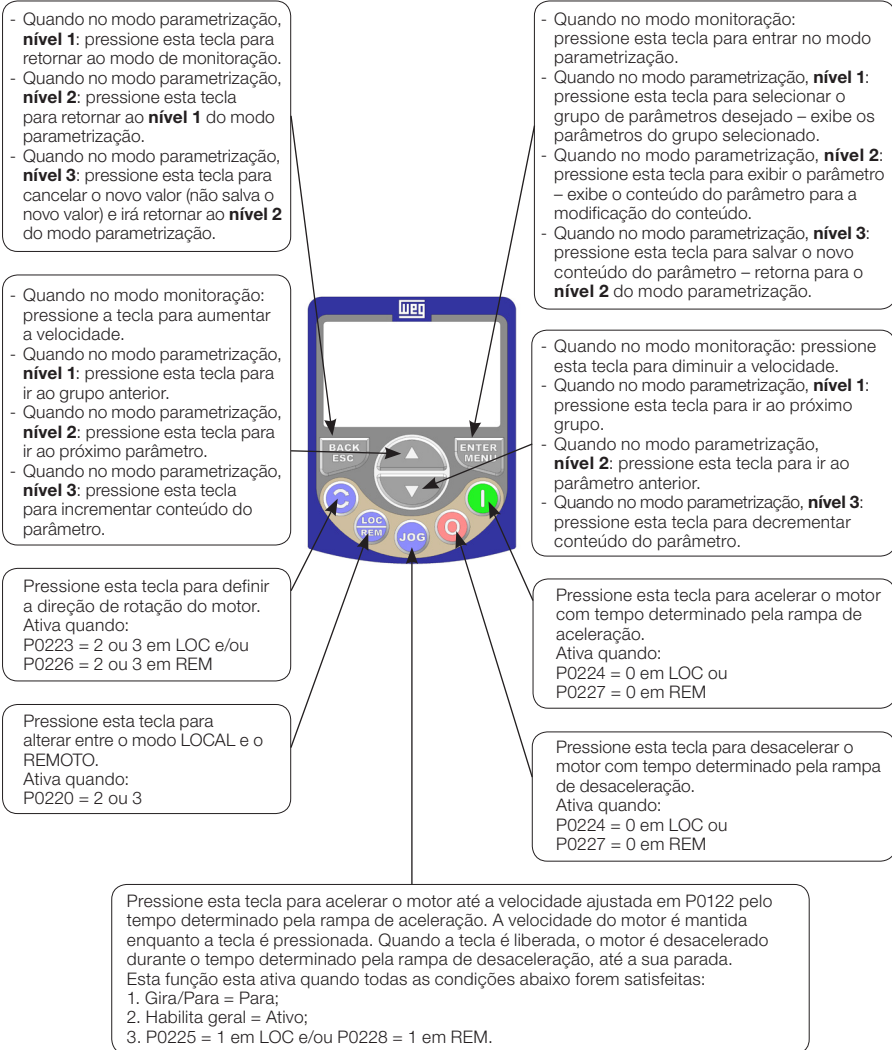 - Quando no modo parametrização,
nível 1: pressione esta tecla para
retornar ao modo de monitoração.
- Quando no modo parametrização,
nível 2: pressione esta tecla
para retornar ao nível 1 do modo
parametrização.
- Quando no modo parametrização,
nível 3: pressione esta tecla para
cancelar o novo valor (não salva o
novo valor) e irá retornar ao nível 2
do modo parametrização.
- Quando no modo monitoração:
pressione esta tecla para entrar no modo
parametrização.
- Quando no modo parametrização, nível 1:
pressione esta tecla para selecionar o
grupo de parâmetros desejado – exibe os
parâmetros do grupo selecionado.
- Quando no modo parametrização, nível 2:
pressione esta tecla para exibir o parâmetro
– exibe o conteúdo do parâmetro para a
modificação do conteúdo.
- Quando no modo parametrização, nível 3:
pressione esta tecla para salvar o novo
conteúdo do parâmetro – retorna para o
nível 2 do modo parametrização.
- Quando no modo monitoração:
pressione a tecla para aumentar
a velocidade.
- Quando no modo parametrização,
nível 1: pressione esta tecla para
ir ao grupo anterior.
- Quando no modo parametrização,
nível 2: pressione esta tecla para
ir ao próximo parâmetro.
- Quando no modo parametrização,
nível 3: pressione esta tecla
para incrementar conteúdo do
parâmetro.
weg
BACK
ESC
ENTER
MENU
LOC
REM
JOG
- Quando no modo monitoração: pressione
esta tecla para diminuir a velocidade.
- Quando no modo parametrização, nível 1:
pressione esta tecla para ir ao próximo
grupo.
- Quando no modo parametrização,
nível 2: pressione esta tecla para ir ao
parâmetro anterior.
- Quando no modo parametrização, nível 3:
pressione esta tecla para decrementar
conteúdo do parâmetro.
Pressione esta tecla para definir
a direção de rotação do motor.
Ativa quando:
P0223 = 2 ou 3 em LOC e/ou
P0226 = 2 ou 3 em REM
Pressione esta tecla para acelerar o motor
com tempo determinado pela rampa de
aceleração.
Ativa quando:
P0224 = 0 em LOC ou
P0227 = 0 em REM
Pressione esta tecla para
alterar entre o modo LOCAL e o
REMOTO.
Ativa quando:
P0220 = 2 ou 3
Pressione esta tecla para desacelerar o
motor com tempo determinado pela rampa
de desaceleração.
Ativa quando:
P0224 = 0 em LOC ou
P0227 = 0 em REM
Pressione esta tecla para acelerar o motor até a velocidade ajustada em P0122 pelo
tempo determinado pela rampa de aceleração. A velocidade do motor é mantida
enquanto a tecla é pressionada. Quando a tecla é liberada, o motor é desacelerado
durante o tempo determinado pela rampa de desaceleração, até a sua parada.
Esta função esta ativa quando todas as condições abaixo forem satisfeitas:
1. Gira/Para = Para;
2. Habilita geral = Ativo;
3. P0225 = 1 em LOC e/ou P0228 = 1 em REM.